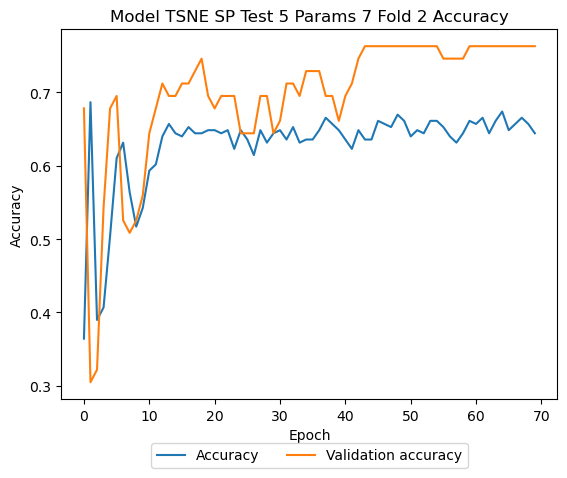 Model TSNE SP Test 5 Params 7 Fold 2 Accuracy
Accuracy
0.7
0.6
0.5
0.4
0.3
0 10 20 30 40 50 60 70
Epoch
Accuracy Validation accuracy